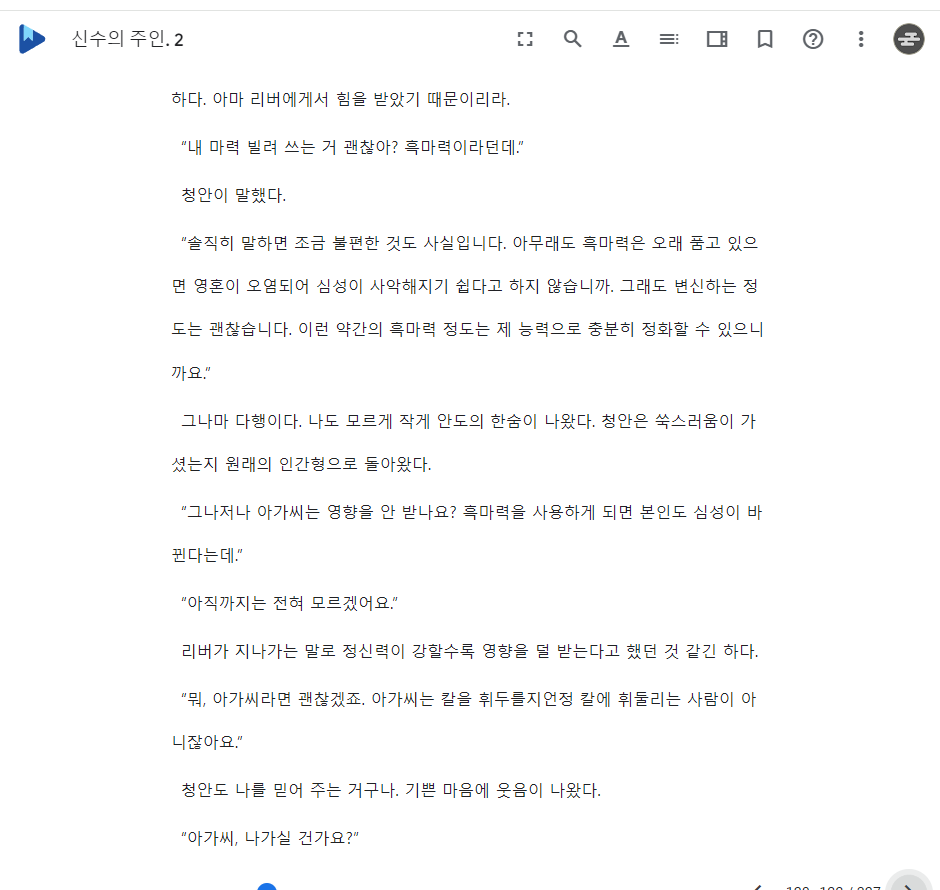 신수의 주인. 2
하다. 아마 리버에게서 힘을 받았기 때문이리라.
“내 마력 빌려 쓰는 거 괜찮아? 흑마력이라던데.”
청안이 말했다.
“솔직히 말하면 조금 불편한 것도 사실입니다. 아무래도 흑마력은 오래 품고 있으
면 영혼이 오염되어 심성이 사악해지기 쉽다고 하지 않습니까. 그래도 변신하는 정
도는 괜찮습니다. 이런 약간의 흑마력 정도는 제 능력으로 충분히 정화할 수 있으니
까요.”
그나마 다행이다. 나도 모르게 작게 안도의 한숨이 나왔다. 청안은 쑥스러움이 가
셨는지 원래의 인간형으로 돌아왔다.
“그나저나 아가씨는 영향을 안 받나요? 흑마력을 사용하게 되면 본인도 심성이 바
뀐다는데.”
“아직까지는 전혀 모르겠어요.”
리버가 지나가는 말로 정신력이 강할수록 영향을 덜 받는다고 했던 것 같긴 하다.
“뭐, 아가씨라면 괜찮겠죠. 아가씨는 칼을 휘두를지언정 칼에 휘둘리는 사람이 아
니잖아요.”
청안도 나를 믿어 주는 거구나. 기쁜 마음에 웃음이 나왔다.
“아가씨, 나가실 건가요?”